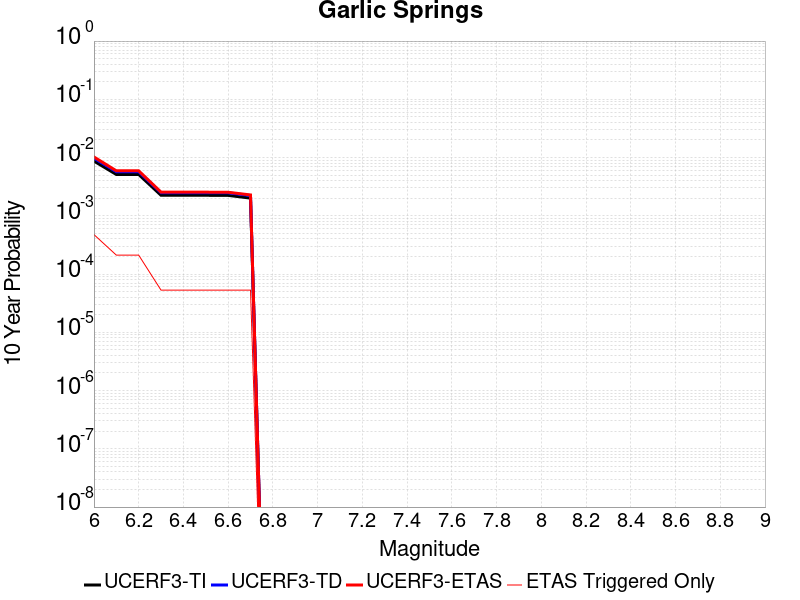 Garlic Springs
10 Year Probability
10^0
10^-1
10^-2
10^-3
10^-4
10^-5
10^-6
10^-7
10^-8
6 6.2 6.4 6.6 6.8 7 7.2 7.4 7.6 7.8 8 8.2 8.4 8.6 8.8 9
Magnitude
UCERF3-TI UCERF3-TD UCERF3-ETAS ETAS Triggered Only